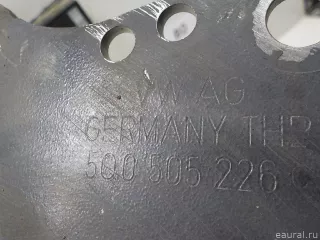 VW AG
GERMANY TH2
5Q0 505 226 C
eaural.ru